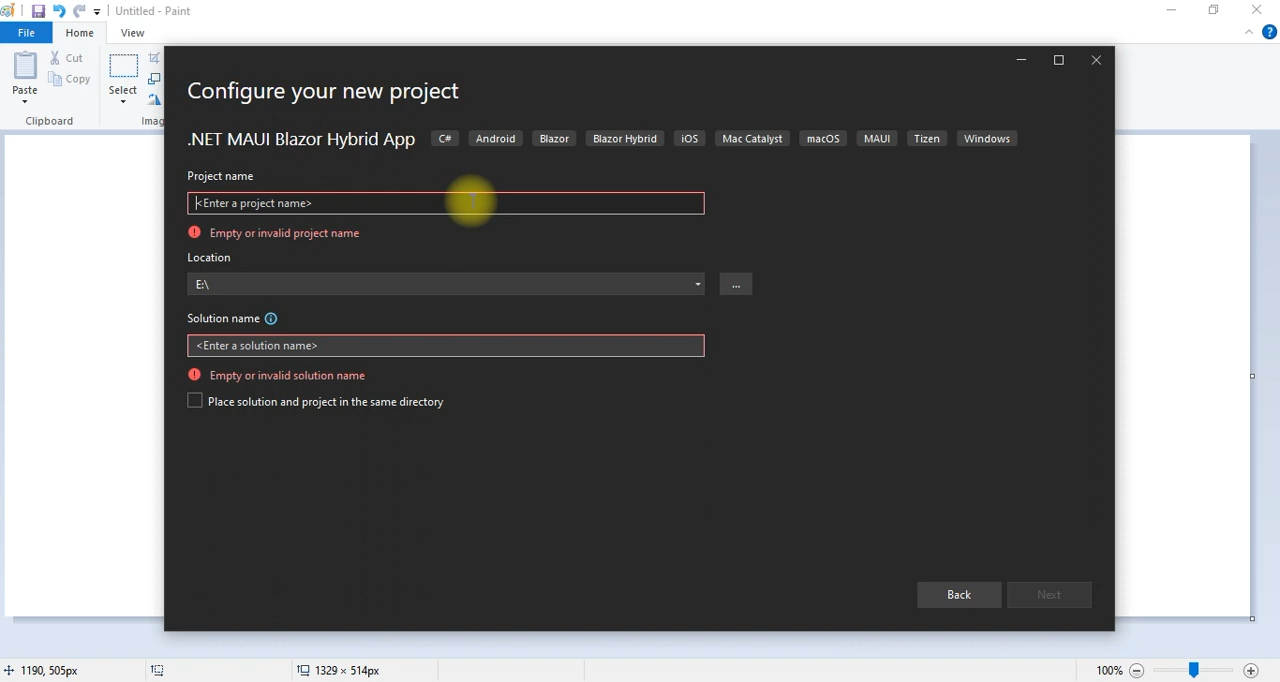 Untitled - Paint
File
Home
View
Paste
Cut
Copy
Select
Clipboard
Imag
Configure your new project
.NET MAUI Blazor Hybrid App
C#
Android
Blazor
Blazor Hybrid
iOS
Mac Catalyst
macOS
MAUI
Tizen
Windows
Project name
<Enter a project name>
Empty or invalid project name
Location
E:\
...
Solution name
<Enter a solution name>
Empty or invalid solution name
Place solution and project in the same directory
Back
Next
1190, 505px
1329 × 514px
100%